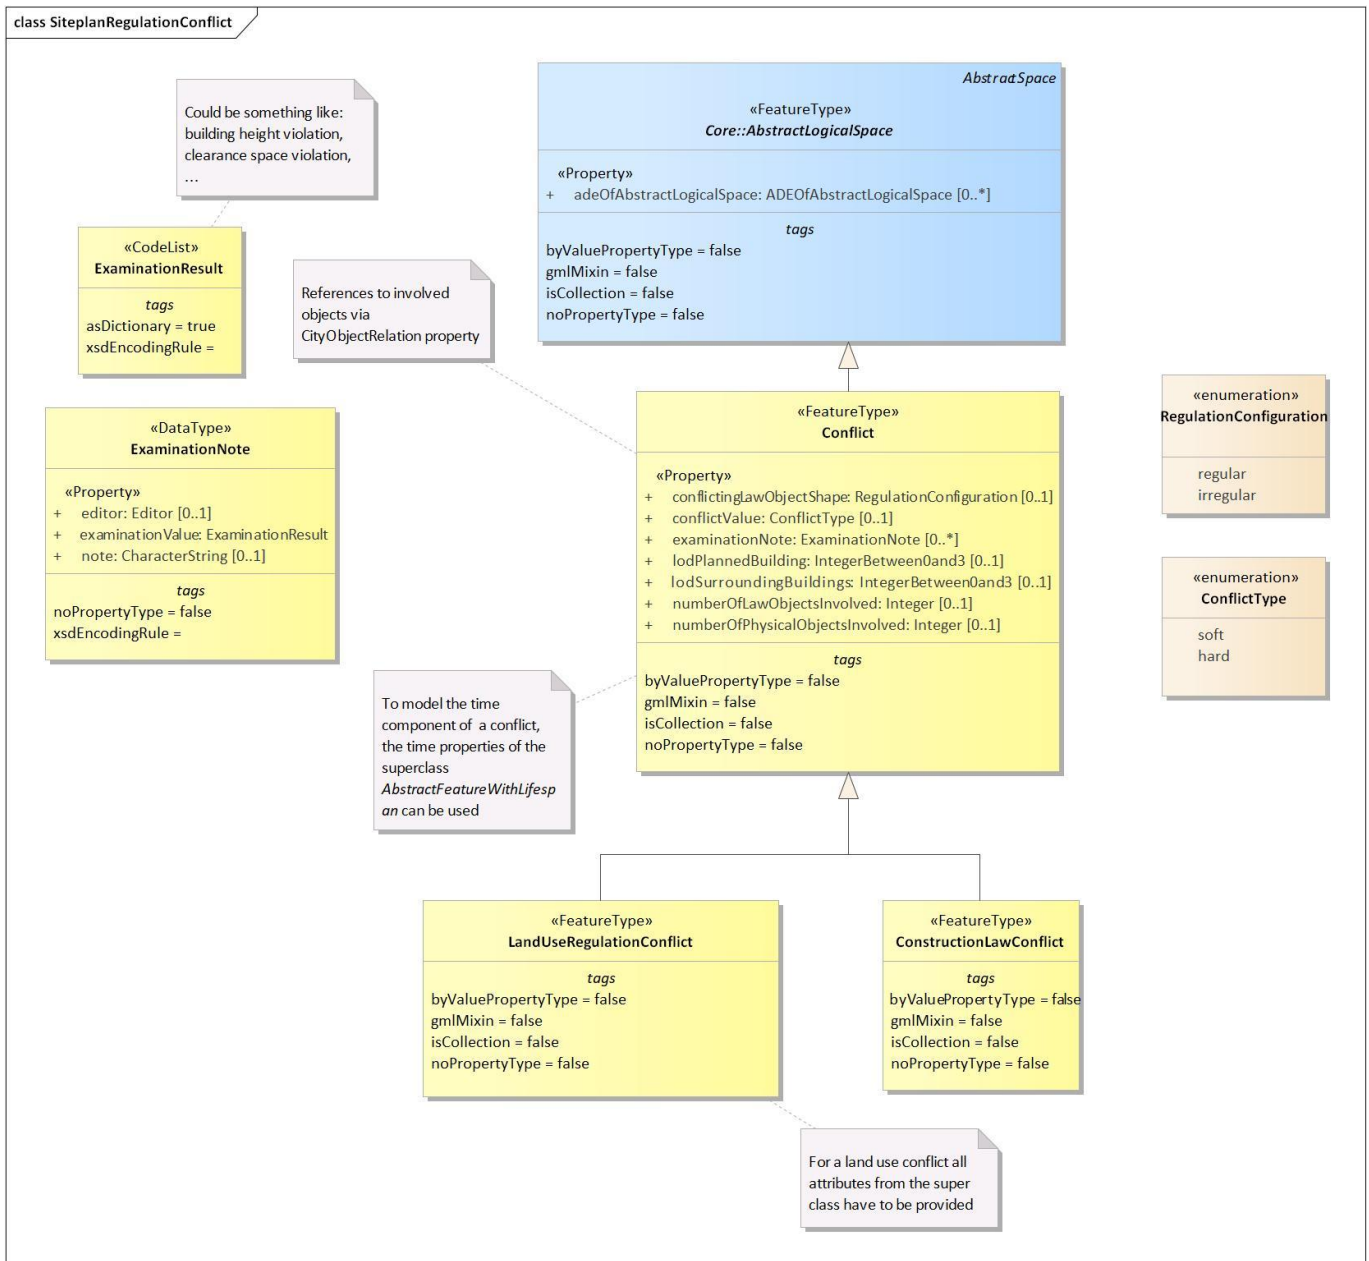 class SiteplanRegulationConflict
Could be something like:
building height violation,
clearance space violation,
...
AbstractSpace
«FeatureType»
Core::AbstractLogicalSpace
«Property»
+ adeOfAbstractLogicalSpace: ADEOfAbstractLogicalSpace [0..*]
tags
byValuePropertyType = false
gmlMixin = false
isCollection = false
noPropertyType = false
«CodeList»
ExaminationResult
tags
asDictionary = true
xsdEncodingRule =
References to involved
objects via
CityObjectRelation property
«DataType»
ExaminationNote
«Property»
+ editor: Editor [0..1]
+ examinationValue: ExaminationResult
+ note: CharacterString [0..1]
tags
noPropertyType = false
xsdEncodingRule =
«FeatureType»
Conflict
«Property»
+ conflictingLawObjectShape: RegulationConfiguration [0..1]
+ conflictValue: ConflictType [0..1]
+ examinationNote: ExaminationNote [0..*]
+ lodPlannedBuilding: IntegerBetween0and3 [0..1]
+ lodSurroundingBuildings: IntegerBetween0and3 [0..1]
+ numberOfLawObjectsInvolved: Integer [0..1]
+ numberOfPhysicalObjectsInvolved: Integer [0..1]
tags
byValuePropertyType = false
gmlMixin = false
isCollection = false
noPropertyType = false
«enumeration»
RegulationConfiguration
regular
irregular
«enumeration»
ConflictType
soft
hard
To model the time
component of a conflict,
the time properties of the
superclass
AbstractFeatureWithLifesp
an can be used
«FeatureType»
LandUseRegulationConflict
tags
byValuePropertyType = false
gmlMixin = false
isCollection = false
noPropertyType = false
«FeatureType»
ConstructionLawConflict
tags
byValuePropertyType = false
gmlMixin = false
isCollection = false
noPropertyType = false
For a land use conflict all
attributes from the super
class have to be provided